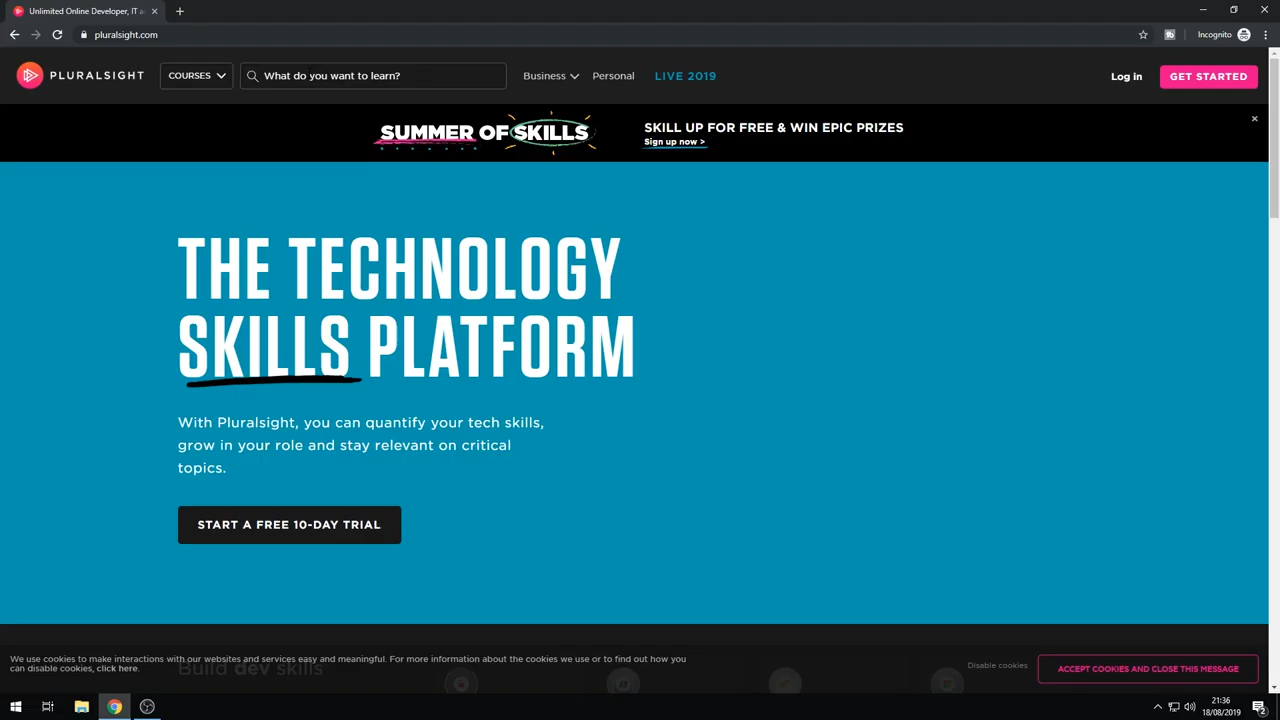 Unlimited Online Developer, IT a
pluralsight.com
Incognito
PLURALSIGHT
COURSES
What do you want to learn?
Business
Personal
LIVE 2019
Log in
GET STARTED
SUMMER OF SKILLS
SKILL UP FOR FREE & WIN EPIC PRIZES
Sign up now >
THE TECHNOLOGY
SKILLS PLATFORM
With Pluralsight, you can quantify your tech skills,
grow in your role and stay relevant on critical
topics.
START A FREE 10-DAY TRIAL
Build dev skills
We use cookies to make interactions with our websites and services easy and meaningful. For more information about the cookies we use or to find out how you
can disable cookies, click here.
Disable cookies
ACCEPT COOKIES AND CLOSE THIS MESSAGE
21:36
18/08/2019
2